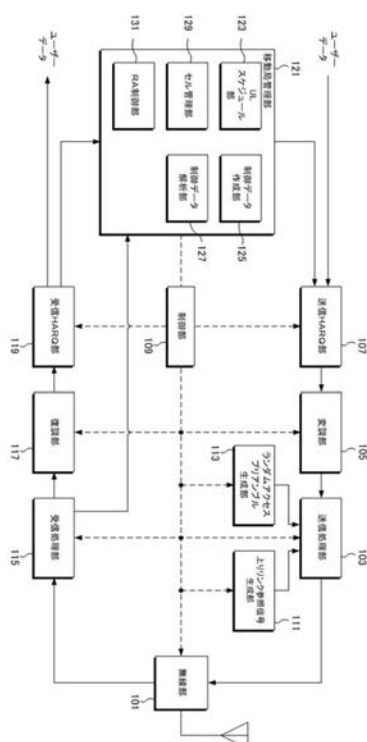 ユーザー
データ
107
送信HARQ部
105
変調部
103
送信処理部
111
上りリンク参照信号
生成部
113
ランダムアクセス
プリアンブル
生成部
121
移動局管理部
123
UL
スケジュール
部
125
制御データ
作成部
129
セル管理部
127
制御データ
解析部
131
RA制御部
制御部
109
無線部
101
受信HARQ部
119
復調部
117
受信処理部
115
ユーザー
データ